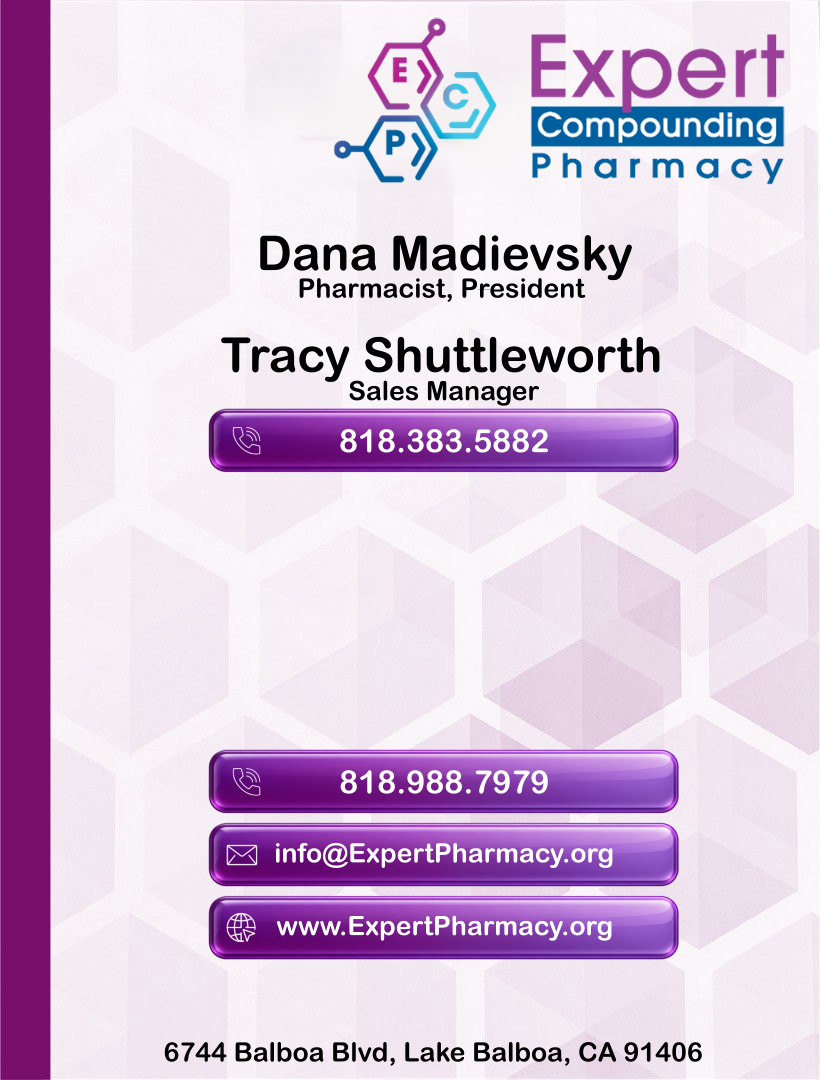 E
C
P
Expert
Compounding
Pharmacy
Dana Madievsky
Pharmacist, President
Tracy Shuttleworth
Sales Manager
818.383.5882
818.988.7979
info@ExpertPharmacy.org
www.ExpertPharmacy.org
6744 Balboa Blvd, Lake Balboa, CA 91406